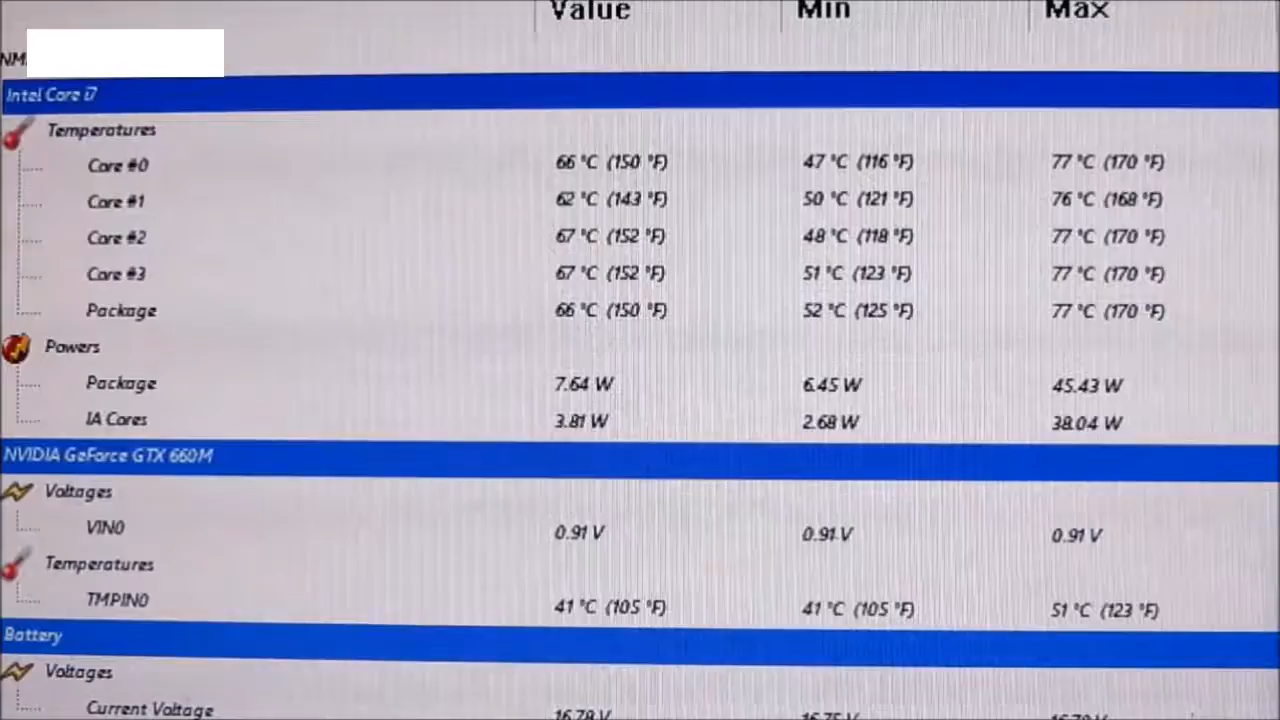 Value Min Max
Intel Core i7
Temperatures
Core #0 66 °C (150 °F) 47 °C (116 °F) 77 °C (170 °F)
Core #1 62 °C (143 °F) 50 °C (121 °F) 76 °C (168 °F)
Core #2 67 °C (152 °F) 48 °C (118 °F) 77 °C (170 °F)
Core #3 67 °C (152 °F) 51 °C (123 °F) 77 °C (170 °F)
Package 66 °C (150 °F) 52 °C (125 °F) 77 °C (170 °F)
Powers
Package 7.64 W 6.45 W 45.43 W
IA Cores 3.81 W 2.68 W 38.04 W
NVIDIA GeForce GTX 660M
Voltages
VIN0 0.91 V 0.91 V 0.91 V
Temperatures
TMPIN0 41 °C (105 °F) 41 °C (105 °F) 51 °C (123 °F)
Battery
Voltages
Current Voltage 16.78 V 16.75 V